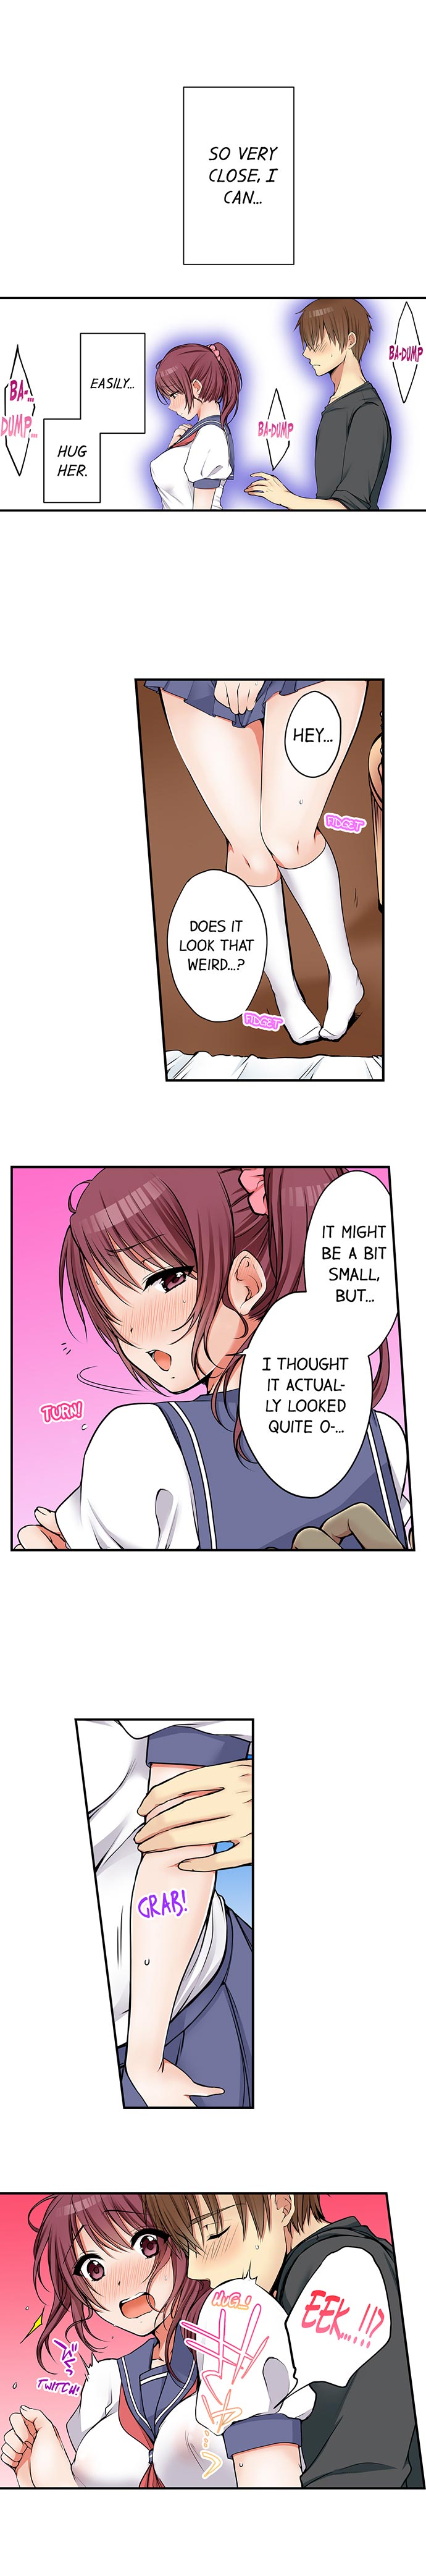 SO VERY
CLOSE, I
CAN...
BA-DUMP
EASILY...
BA-...
DUMP...
BA-DUMP
HUG
HER.
HEY...
FIDGET
DOES IT
LOOK THAT
WEIRD...?
FIDGET
IT MIGHT
BE A BIT
SMALL,
BUT...
I THOUGHT
IT ACTUAL-
LY LOOKED
QUITE O-...
TURN!
GRAB!
HUG...!
EEK...!!?
TWITCH!